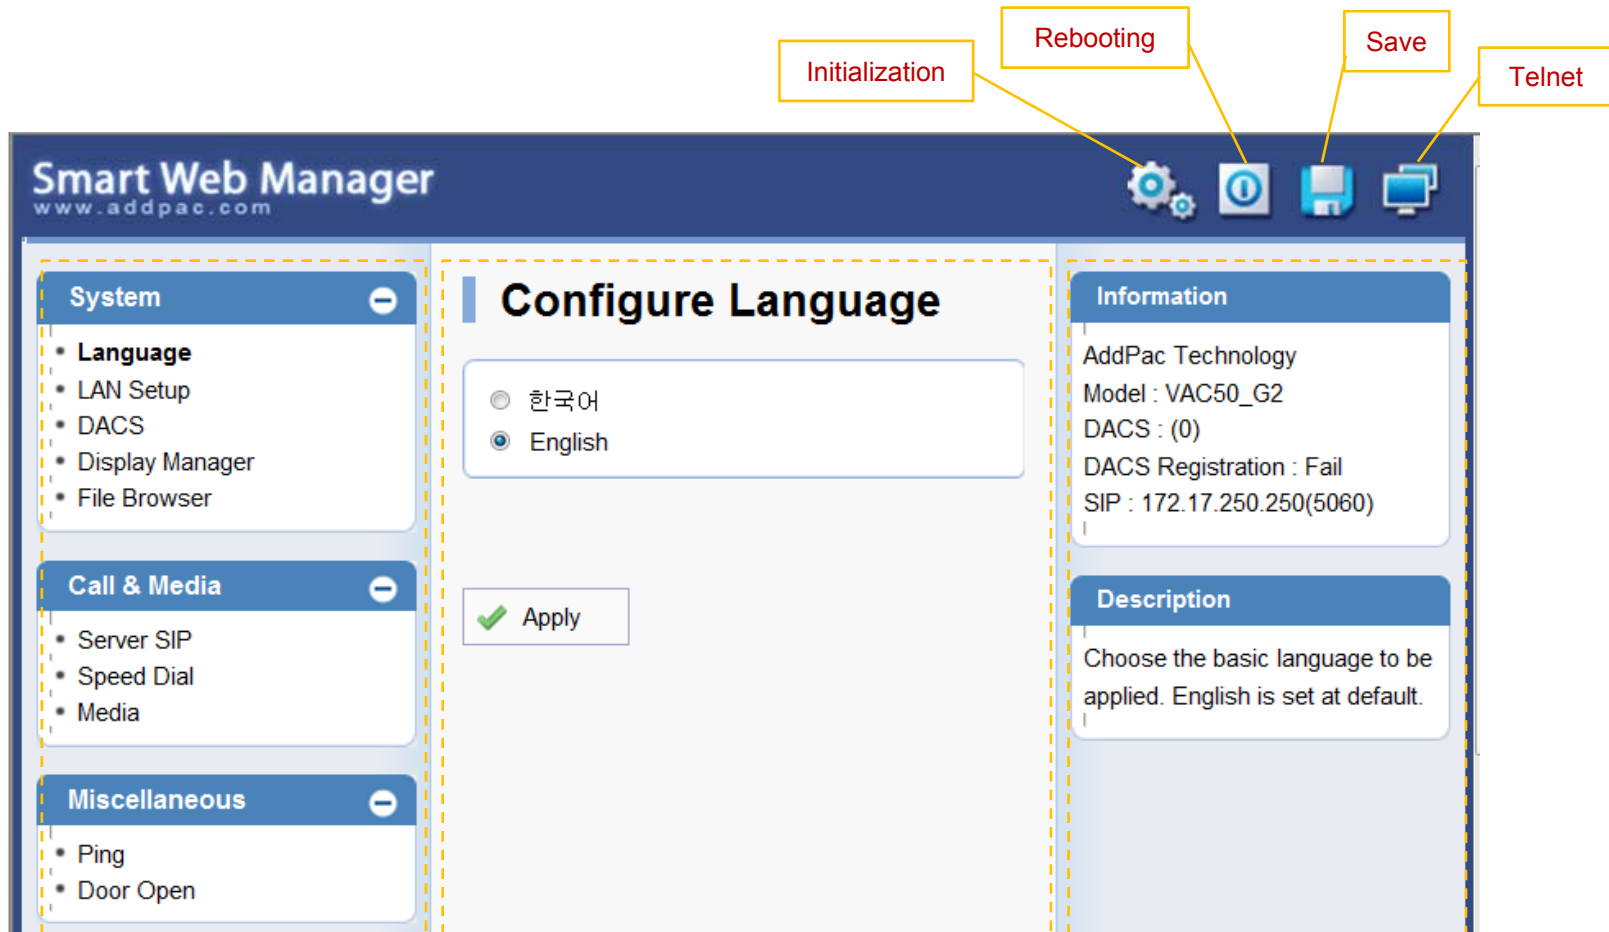 Initialization
Rebooting
Save
Telnet
Smart Web Manager
www.addpac.com
System
Language
LAN Setup
DACS
Display Manager
File Browser
Call & Media
Server SIP
Speed Dial
Media
Miscellaneous
Ping
Door Open
Configure Language
한국어
English
Apply
Information
AddPac Technology
Model : VAC50_G2
DACS : (0)
DACS Registration : Fail
SIP : 172.17.250.250(5060)
Description
Choose the basic language to be
applied. English is set at default.